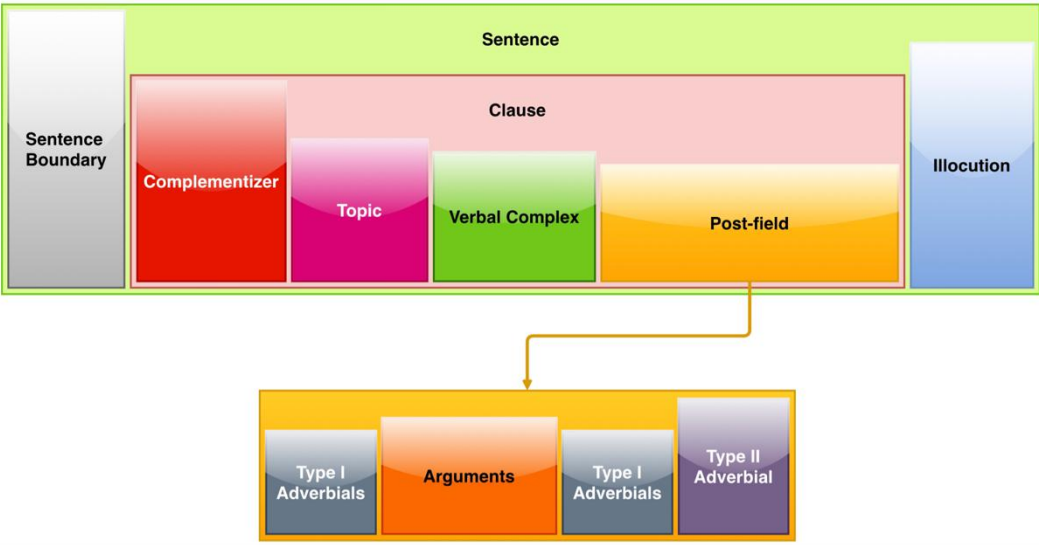 Sentence
Clause
Sentence
Boundary
Complementizer
Topic
Verbal Complex
Post-field
Illocution
Type I
Adverbials
Arguments
Type I
Adverbials
Type II
Adverbial